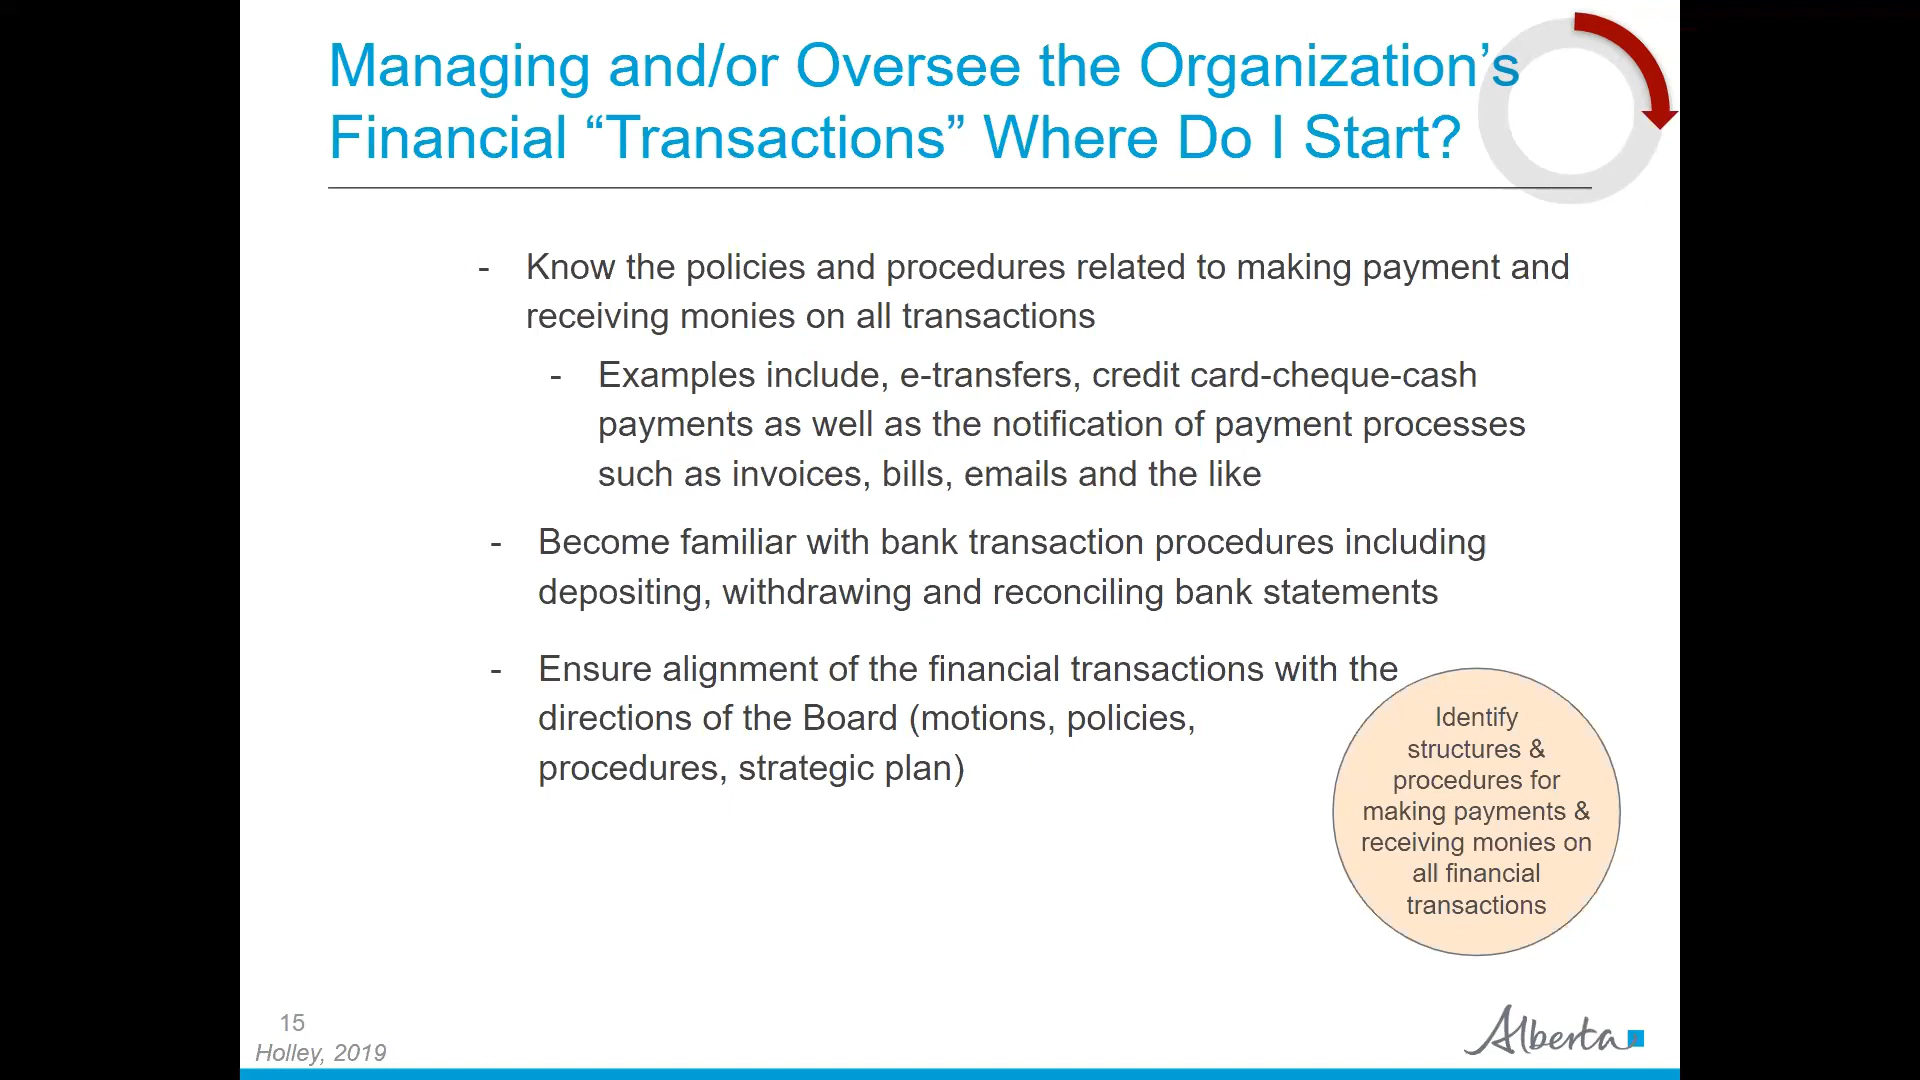 Managing and/or Oversee the Organization’s
Financial “Transactions” Where Do I Start?
- Know the policies and procedures related to making payment and
receiving monies on all transactions
- Examples include, e-transfers, credit card-cheque-cash
payments as well as the notification of payment processes
such as invoices, bills, emails and the like
- Become familiar with bank transaction procedures including
depositing, withdrawing and reconciling bank statements
- Ensure alignment of the financial transactions with the
directions of the Board (motions, policies,
procedures, strategic plan)
Identify
structures &
procedures for
making payments &
receiving monies on
all financial
transactions
15
Holley, 2019
Alberta